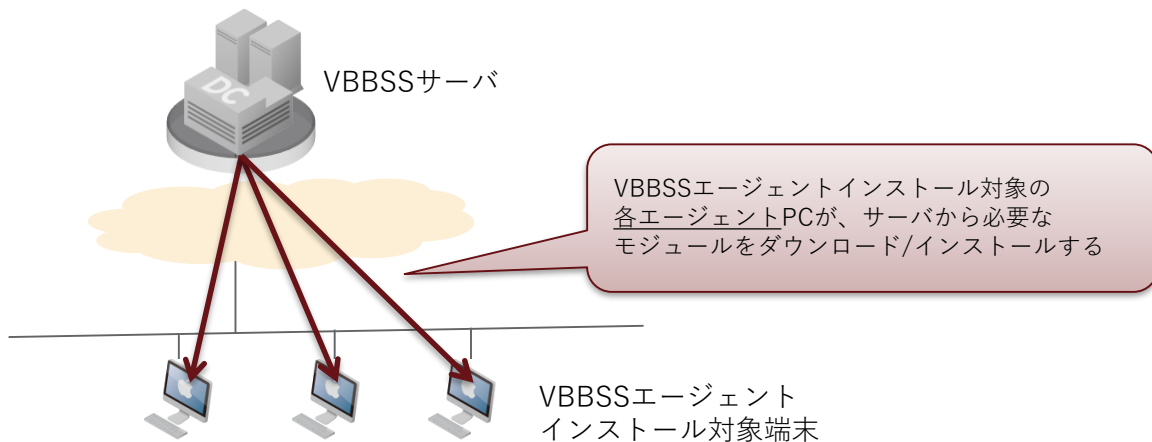 DC
VBBSSサーバ
VBBSSエージェントインストール対象の
各エージェントPCが、サーバから必要な
モジュールをダウンロード/インストールする
VBBSSエージェント
インストール対象端末